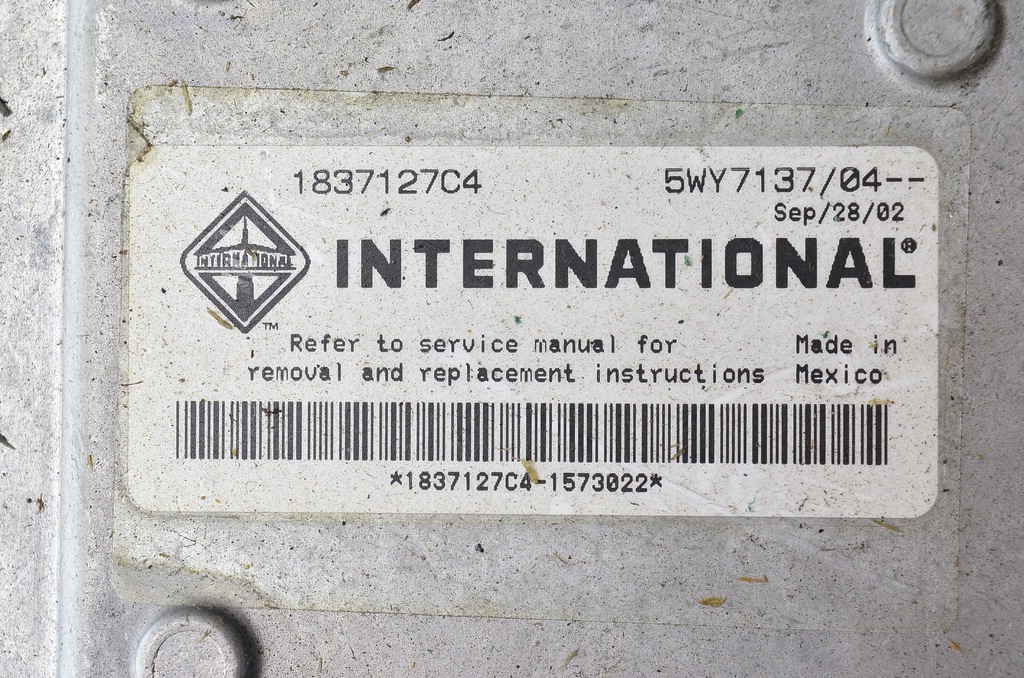 1837127C4 5WY7137/04--
Sep/28/02
INTERNATIONAL
INTERNATIONAL®
™
Refer to service manual for Made in
removal and replacement instructions Mexico
*1837127C4-1573022*